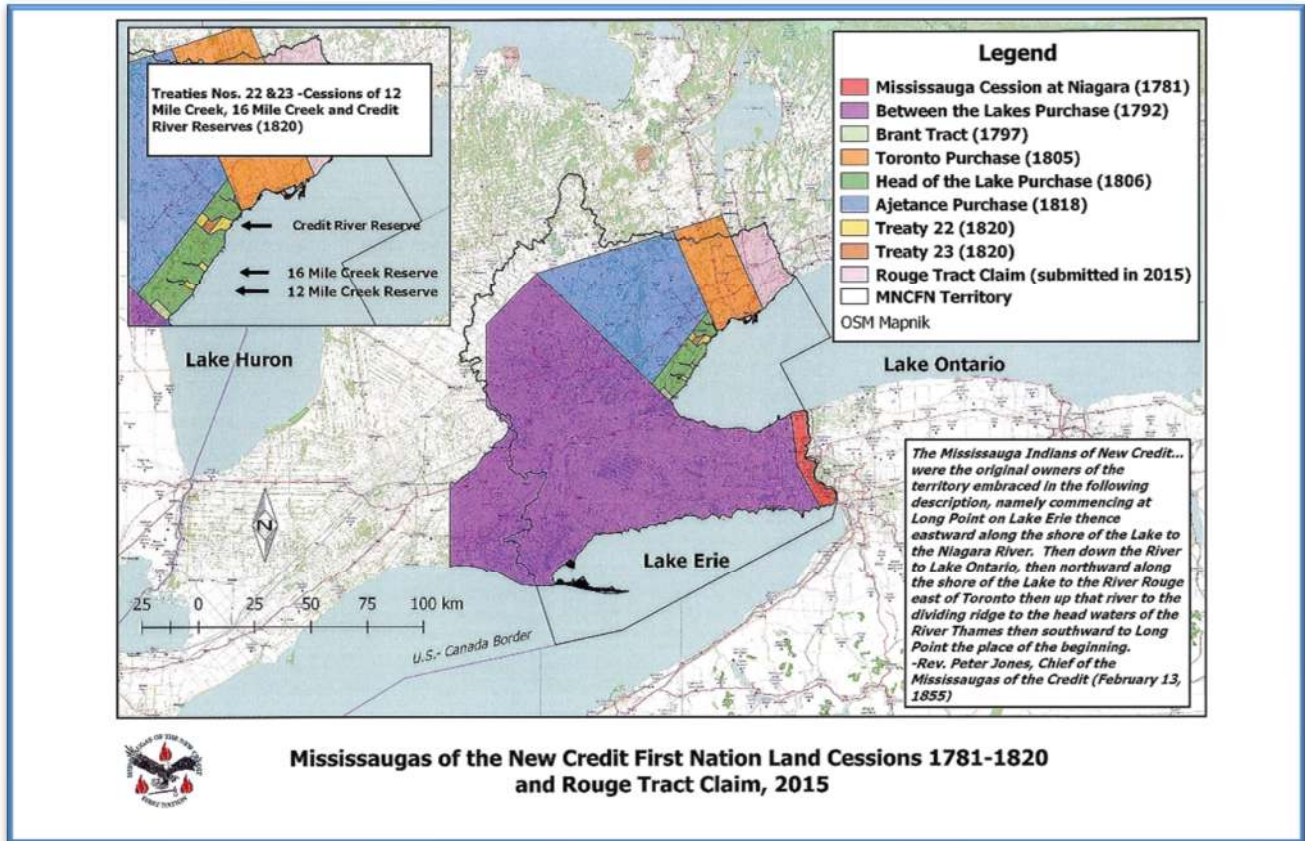 Treaties Nos. 22 &23 -Cessions of 12
Mile Creek, 16 Mile Creek and Credit
River Reserves (1820)
Credit River Reserve
16 Mile Creek Reserve
12 Mile Creek Reserve
Legend
Mississauga Cession at Niagara (1781)
Between the Lakes Purchase (1792)
Brant Tract (1797)
Toronto Purchase (1805)
Head of the Lake Purchase (1806)
Ajetance Purchase (1818)
Treaty 22 (1820)
Treaty 23 (1820)
Rouge Tract Claim (submitted in 2015)
MNCFN Territory
OSM Mapnik
Lake Huron
Lake Ontario
Lake Erie
N
25 0 25 50 75 100 km
U.S.- Canada Border
The Mississauga Indians of New Credit...
were the original owners of the
territory embraced in the following
description, namely commencing at
Long Point on Lake Erie thence
eastward along the shore of the Lake to
the Niagara River. Then down the River
to Lake Ontario, then northward along
the shore of the Lake to the River Rouge
east of Toronto then up that river to the
dividing ridge to the head waters of the
River Thames then southward to Long
Point the place of the beginning.
-Rev. Peter Jones, Chief of the
Mississaugas of the Credit (February 13,
1855)
MISSISSAUGAS OF THE NEW CREDIT
FIRST NATION
Mississaugas of the New Credit First Nation Land Cessions 1781-1820
and Rouge Tract Claim, 2015